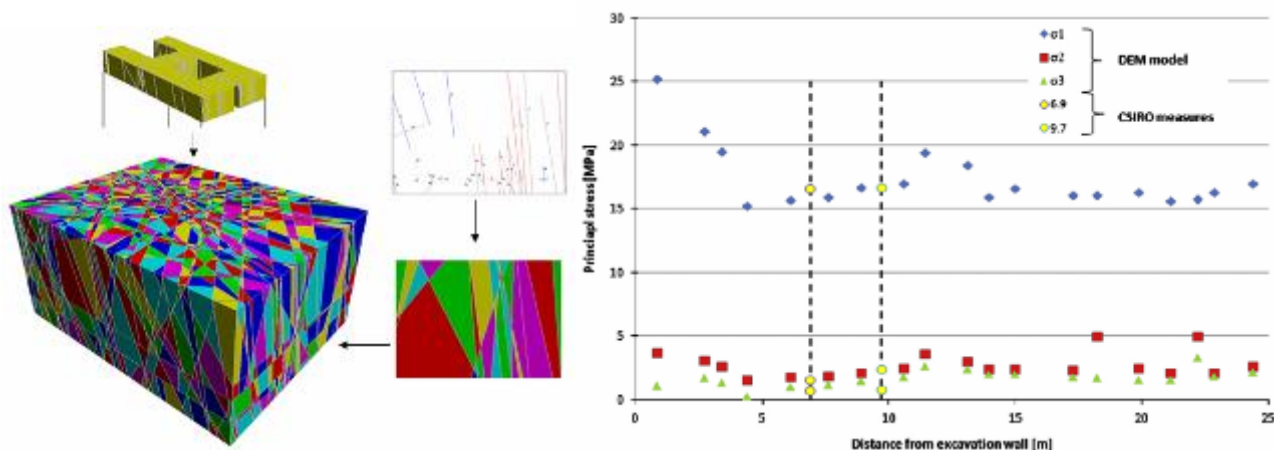 30
25
20
15
10
5
0
Princiapl stress[MPa]
0 5 10 15 20 25
Distance from excavation wall [m]
σ1
σ2
σ3
DEM model
6.9
9.7
CSIRO measures